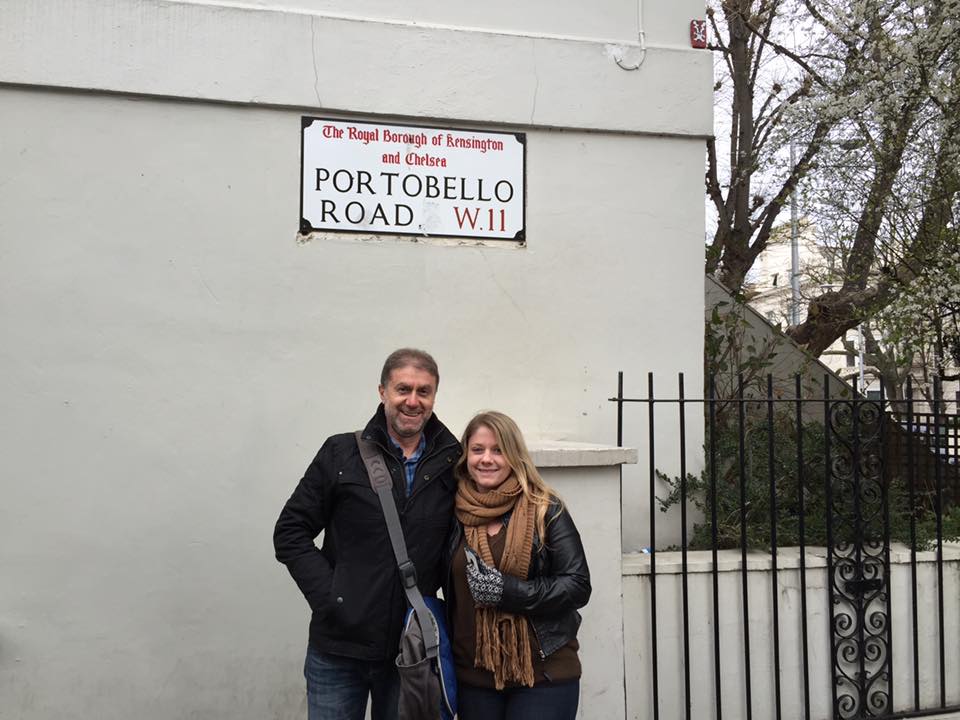 The Royal Borough of Kensington
and Chelsea
PORTOBELLO
ROAD, W.11